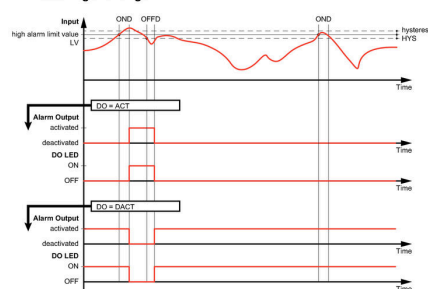 Input
OND
OFFD
OND
high alarm limit value
LV
hysteres
HYS
Time
DO = ACT
Alarm Output
activated
deactivated
Time
DO LED
ON
OFF
Time
DO = DACT
Alarm Output
activated
deactivated
Time
DO LED
ON
OFF
Time